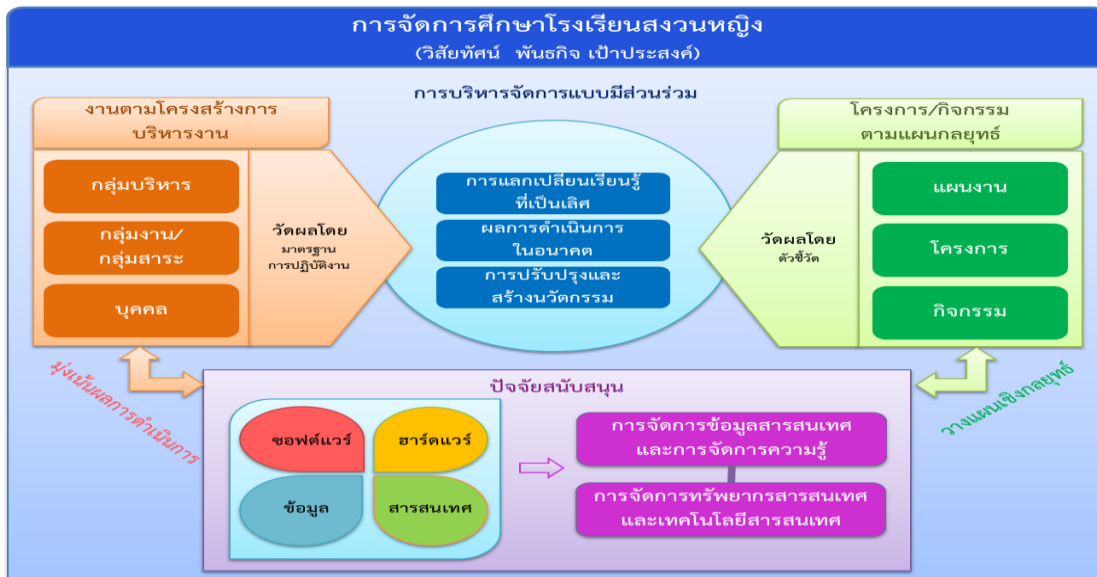 การจัดการศึกษาโรงเรียนสงวนหญิง
(วิสัยทัศน์ พันธกิจ เป้าประสงค์)
การบริหารจัดการแบบมีส่วนร่วม
งานตามโครงสร้างการ
บริหารงาน
กลุ่มบริหาร
กลุ่มงาน/
กลุ่มสาระ
บุคคล
วัดผลโดย
มาตรฐาน
การปฏิบัติงาน
การแลกเปลี่ยนเรียนรู้
ที่เป็นเลิศ
ผลการดำเนินการ
ในอนาคต
การปรับปรุงและ
สร้างนวัตกรรม
โครงการ/กิจกรรม
ตามแผนกลยุทธ์
วัดผลโดย
ตัวชี้วัด
แผนงาน
โครงการ
กิจกรรม
มุ่งเน้นผลการดำเนินการ
วางแผนเชิงกลยุทธ์
ปัจจัยสนับสนุน
ซอฟต์แวร์
ฮาร์ดแวร์
ข้อมูล
สารสนเทศ
การจัดการข้อมูลสารสนเทศ
และการจัดการความรู้
การจัดการทรัพยากรสารสนเทศ
และเทคโนโลยีสารสนเทศ